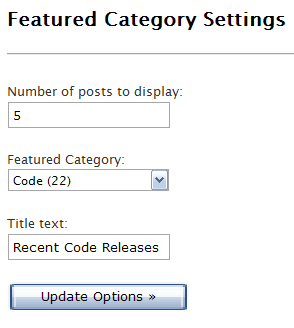 Featured Category Settings
Number of posts to display:
5
Featured Category:
Code (22)
Title text:
Recent Code Releases
Update Options »